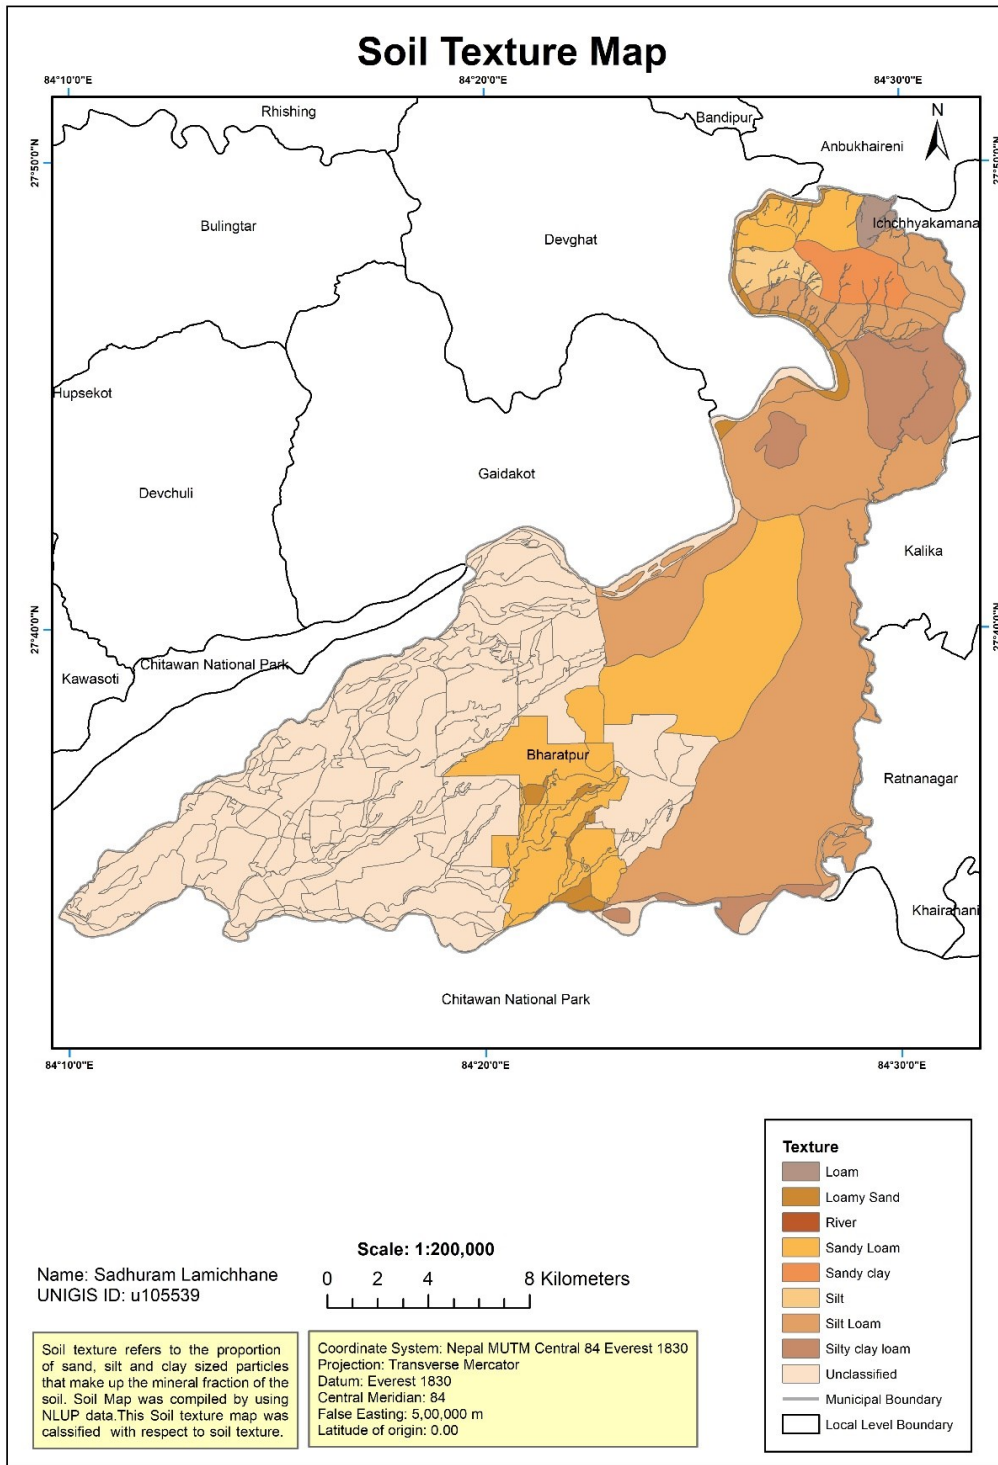 Soil Texture Map
84°10'0"E
84°20'0"E
84°30'0"E
27°50'0"N
27°50'0"N
N
Rhishing
Bandipur
Anbukhaireni
Bulingtar
Devghat
Ichchhyakamana
Hupsekot
Devchuli
Gaidakot
Kalika
27°40'0"N
27°40'0"N
Chitawan National Park
Kawasoti
Bharatpur
Ratnanagar
Khairahani
Chitawan National Park
84°10'0"E
84°20'0"E
84°30'0"E
Texture
Loam
Loamy Sand
River
Sandy Loam
Sandy clay
Silt
Silt Loam
Silty clay loam
Unclassified
Municipal Boundary
Local Level Boundary
Scale: 1:200,000
0 2 4 8 Kilometers
Name: Sadhuram Lamichhane
UNIGIS ID: u105539
Soil texture refers to the proportion
of sand, silt and clay sized particles
that make up the mineral fraction of the
soil. Soil Map was compiled by using
NLUP data.This Soil texture map was
calssified with respect to soil texture.
Coordinate System: Nepal MUTM Central 84 Everest 1830
Projection: Transverse Mercator
Datum: Everest 1830
Central Meridian: 84
False Easting: 5,00,000 m
Latitude of origin: 0.00